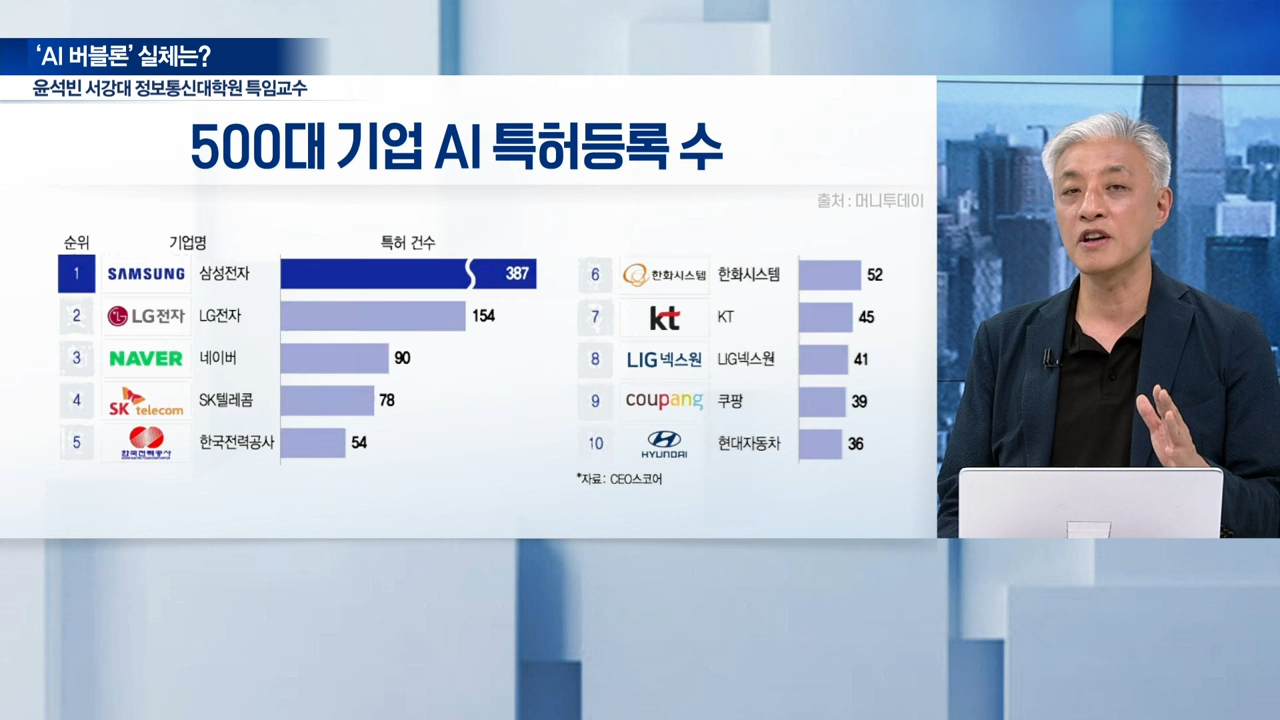 ‘AI 버블론’ 실체는?
윤석빈 서강대 정보통신대학원 특임교수
500대 기업 AI 특허등록 수
출처 : 머니투데이
순위 기업명 특허 건수
1 SAMSUNG 삼성전자 387
2 LG전자 LG전자 154
3 NAVER 네이버 90
4 SK telecom SK텔레콤 78
5 한국전력공사 한국전력공사 54
6 한화시스템 한화시스템 52
7 kt KT 45
8 LIG넥스원 LIG넥스원 41
9 coupang 쿠팡 39
10 HYUNDAI 현대자동차 36
*자료 : CEO스코어